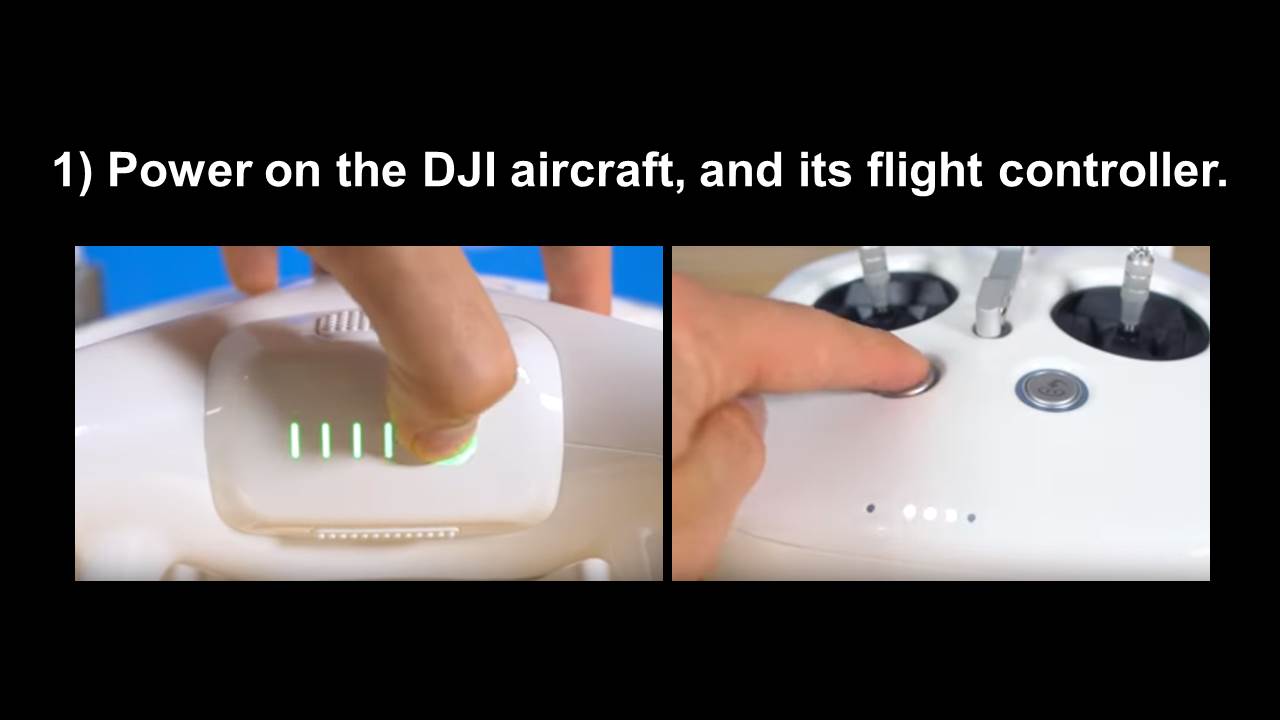 1) Power on the DJI aircraft, and its flight controller.